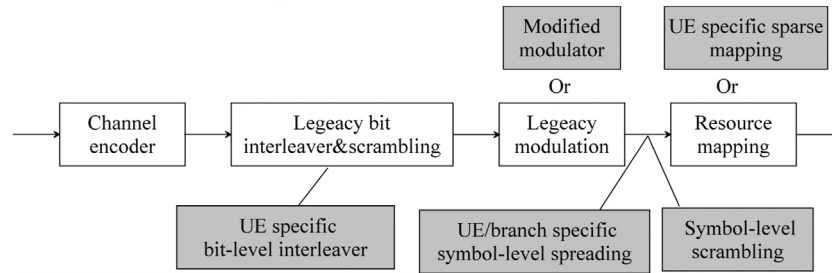 Modified
modulator
UE specific sparse
mapping
Or
Or
Channel
encoder
Legeacy bit
interleaver&scrambling
Legeacy
modulation
Resource
mapping
UE specific
bit-level interleaver
UE/branch specific
symbol-level spreading
Symbol-level
scrambling